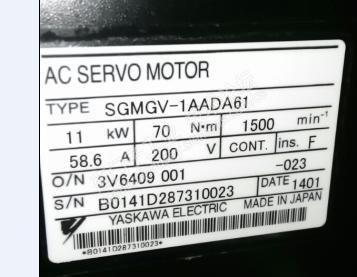 AC SERVO MOTOR
TYPE SGMGV-1AADA61
11 kW 70 N·m 1500 min⁻¹
58.6 A 200 V CONT. ins. F
O/N 3V6409 001 -023
S/N B0141D287310023 DATE 1401
YASKAWA ELECTRIC MADE IN JAPAN
*B0141D287310023*